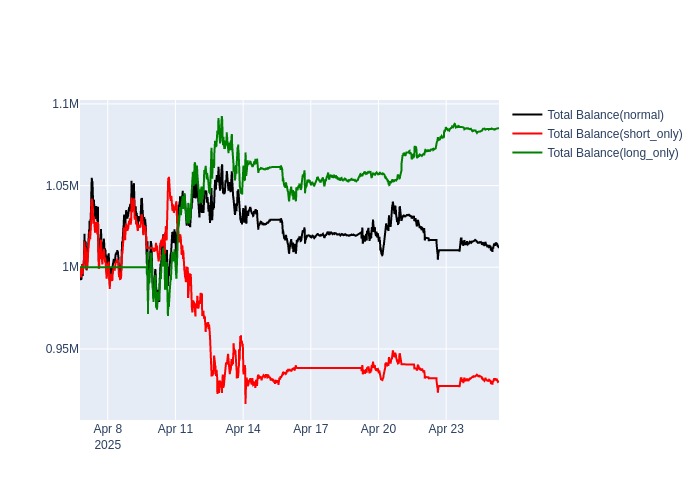 1.1M
1.05M
1M
0.95M
Apr 8
2025
Apr 11
Apr 14
Apr 17
Apr 20
Apr 23
Total Balance(normal)
Total Balance(short_only)
Total Balance(long_only)